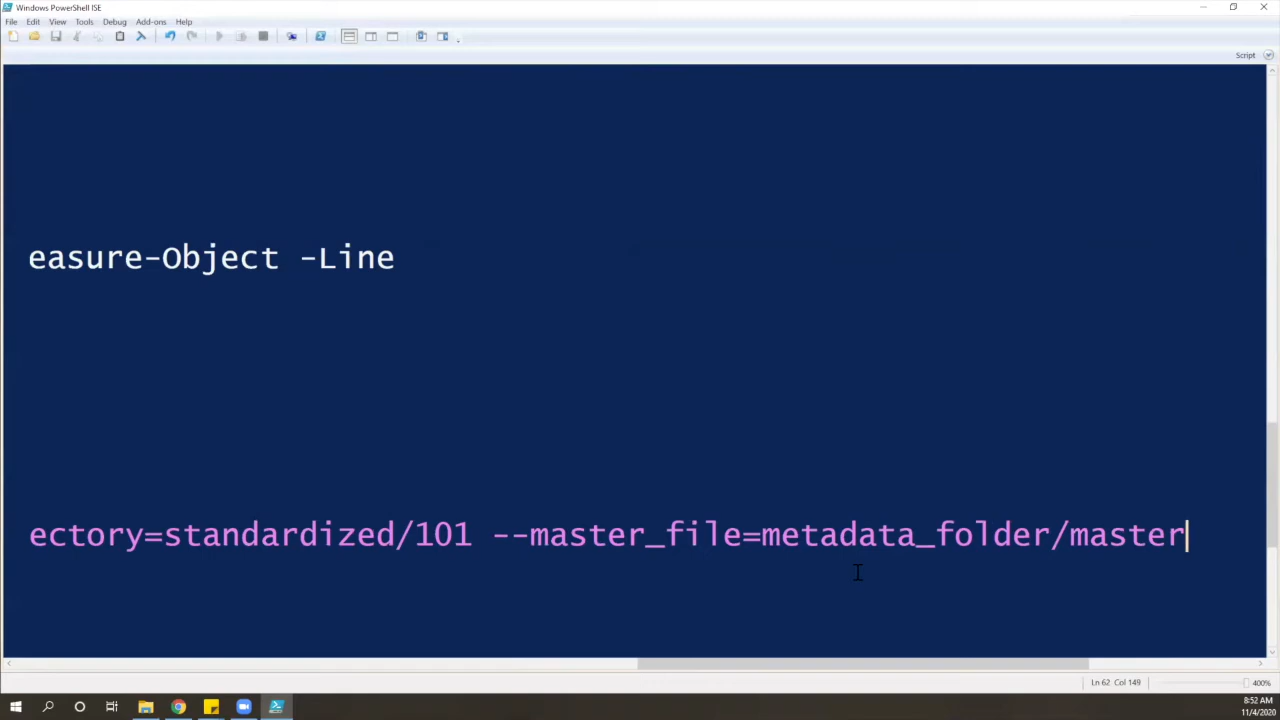 Windows PowerShell ISE
File Edit View Tools Debug Add-ons Help
Script
easure-Object -Line
ectory=standardized/101 --master_file=metadata_folder/master
Ln 62 Col 149
400%
8:52 AM
11/4/2020